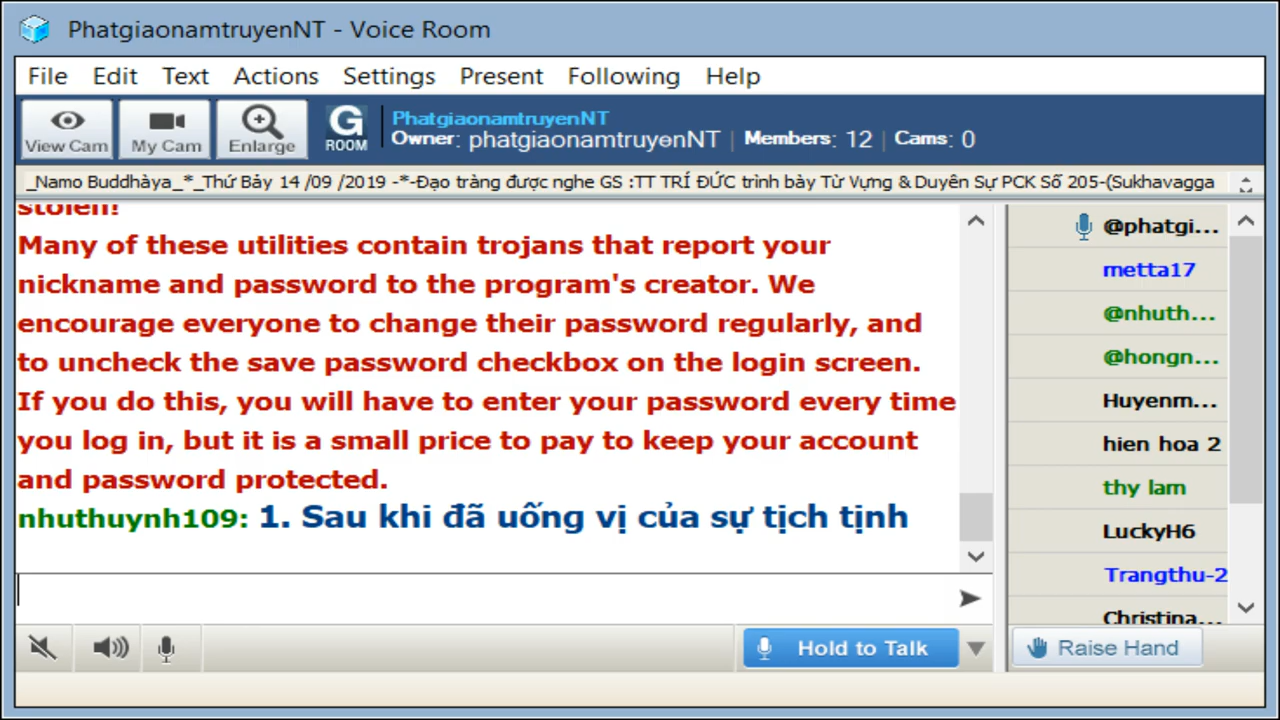 PhatgiaonamtruyenNT - Voice Room
File Edit Text Actions Settings Present Following Help
View Cam My Cam Enlarge G ROOM
PhatgiaonamtruyenNT
Owner: phatgiaonamtruyenNT | Members: 12 | Cams: 0
_Namo Buddhàya_*_Thứ Bảy 14 /09 /2019 -*-Đạo tràng được nghe GS :TT TRÍ ĐỨC trình bày Từ Vựng & Duyên Sự PCK Số 205-(Sukhavagga
stolen!
Many of these utilities contain trojans that report your
nickname and password to the program's creator. We
encourage everyone to change their password regularly, and
to uncheck the save password checkbox on the login screen.
If you do this, you will have to enter your password every time
you log in, but it is a small price to pay to keep your account
and password protected.
nhuthuynh109: 1. Sau khi đã uống vị của sự tịch tịnh
@phatgi...
metta17
@nhuth...
@hongn...
Huyenm...
hien hoa 2
thy lam
LuckyH6
Trangthu-2
Christina...
Hold to Talk
Raise Hand